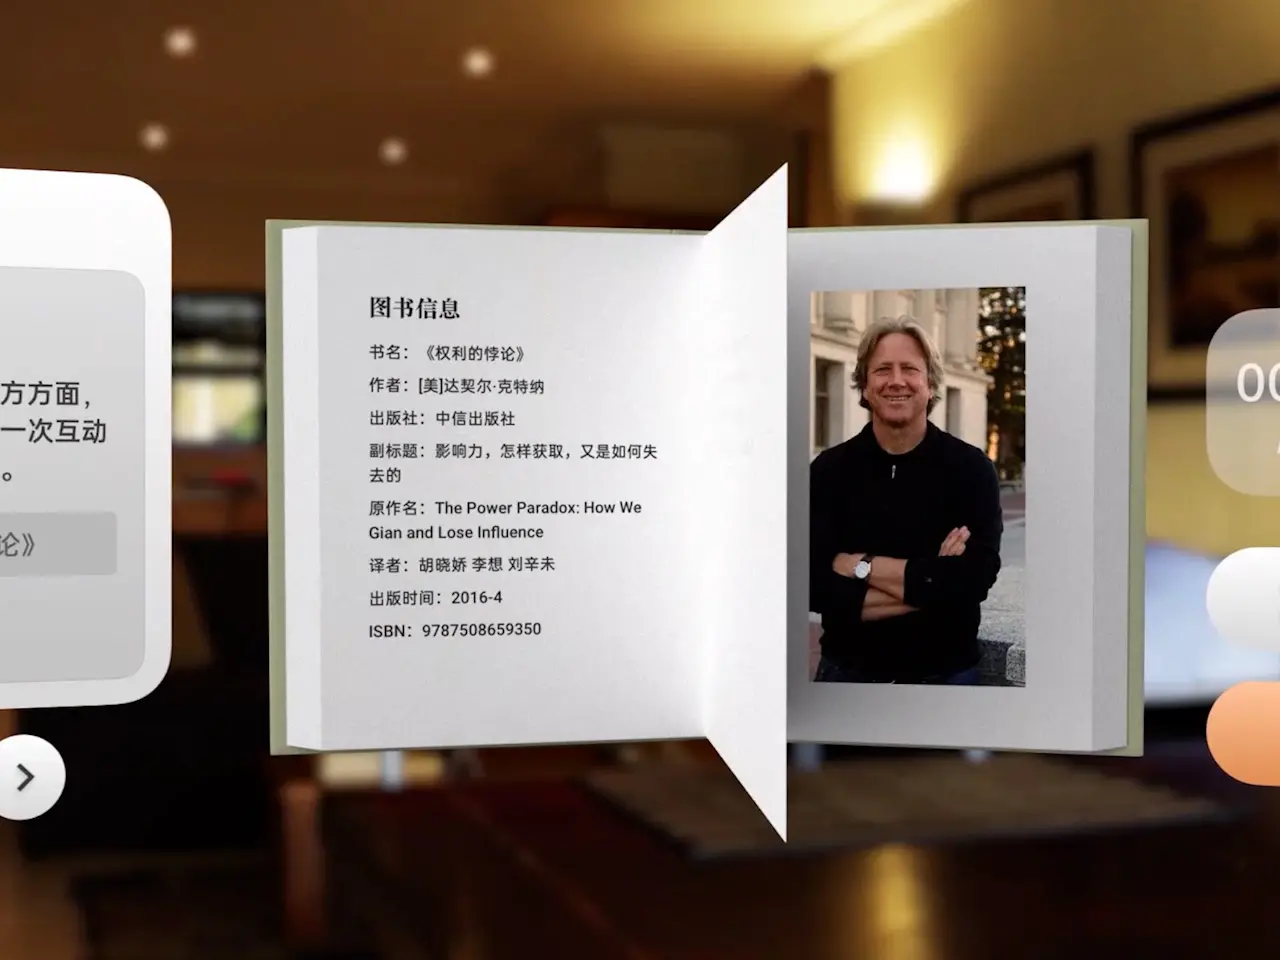 方方面，
一次互动
。
论》
图书信息
书名：《权利的悖论》
作者：[美]达契尔·克特纳
出版社：中信出版社
副标题：影响力，怎样获取，又是如何失
去的
原作名：The Power Paradox: How We
Gian and Lose Influence
译者：胡晓娇 李想 刘辛未
出版时间：2016-4
ISBN：9787508659350
00